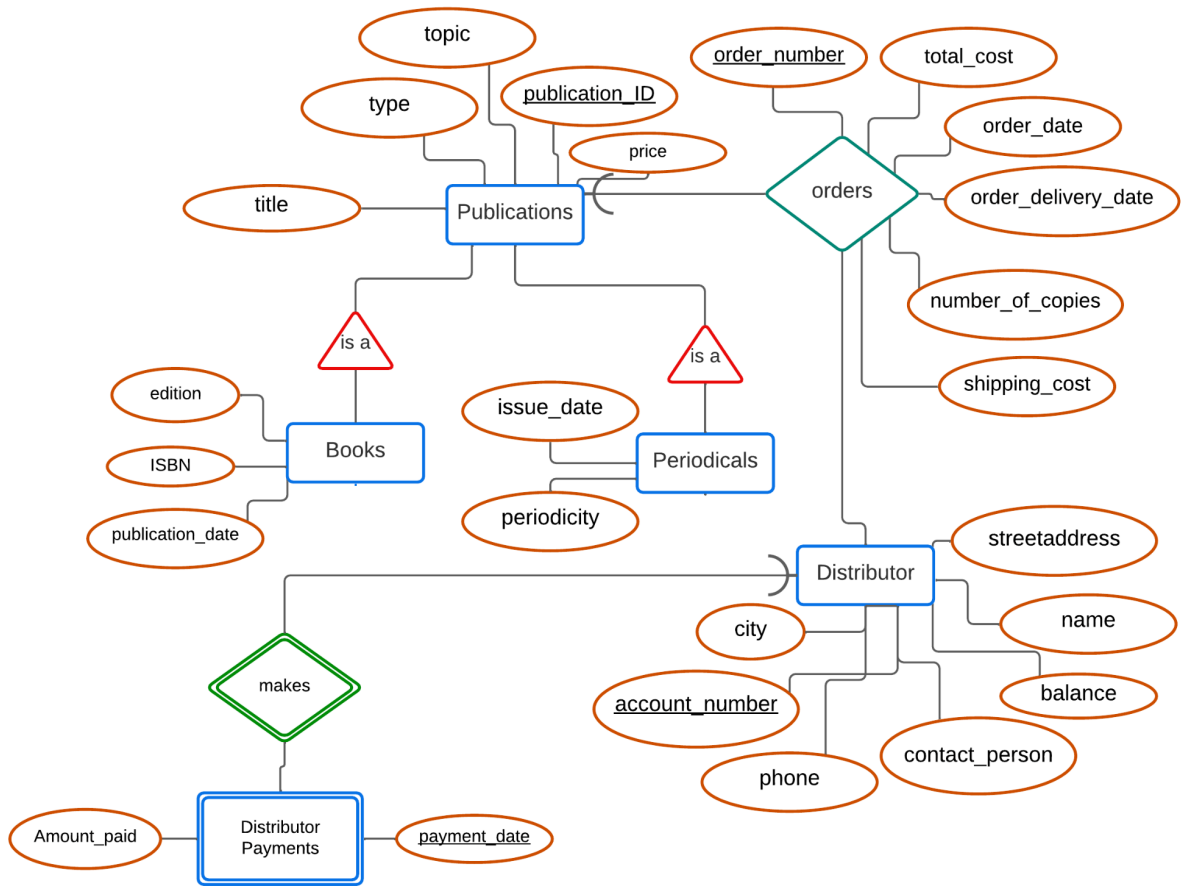 topic
order_number
total_cost
publication_ID
type
order_date
price
orders
order_delivery_date
title
Publications
number_of_copies
is a
is a
shipping_cost
edition
issue_date
Books
Periodicals
ISBN
periodicity
publication_date
streetaddress
Distributor
name
city
makes
balance
account_number
contact_person
phone
Distributor
Payments
Amount_paid
payment_date